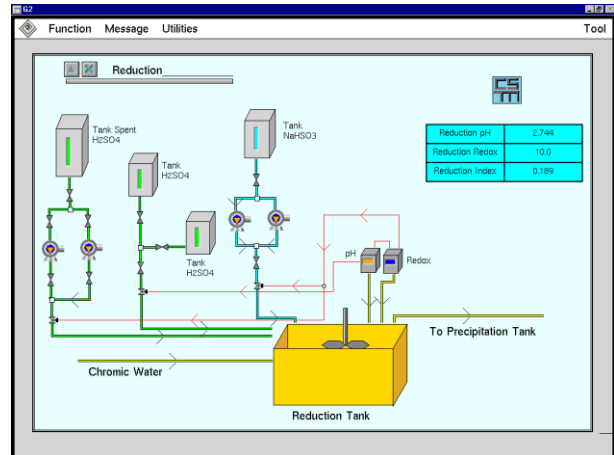 G2
Function Message Utilities Tool
Reduction
CS
M
Tank Spent
H2SO4
Tank
H2SO4
Tank
NaHSO3
Reduction pH 2.744
Reduction Redox 10.0
Reduction Index 0.189
Tank
H2SO4
pH
Redox
To Precipitation Tank
Chromic Water
Reduction Tank